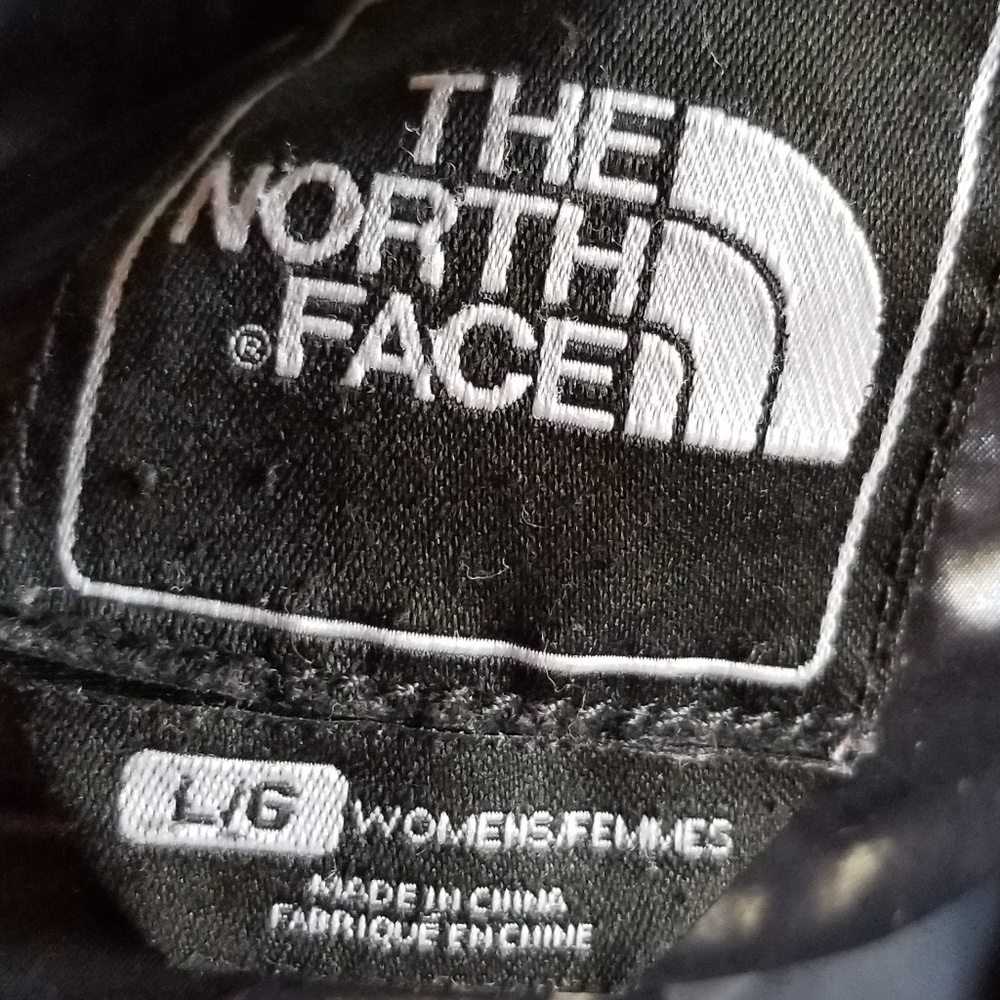 THE
NORTH
®FACE
L/G WOMENS/FEMMES
MADE IN CHINA
FABRIQUÉ EN CHINE